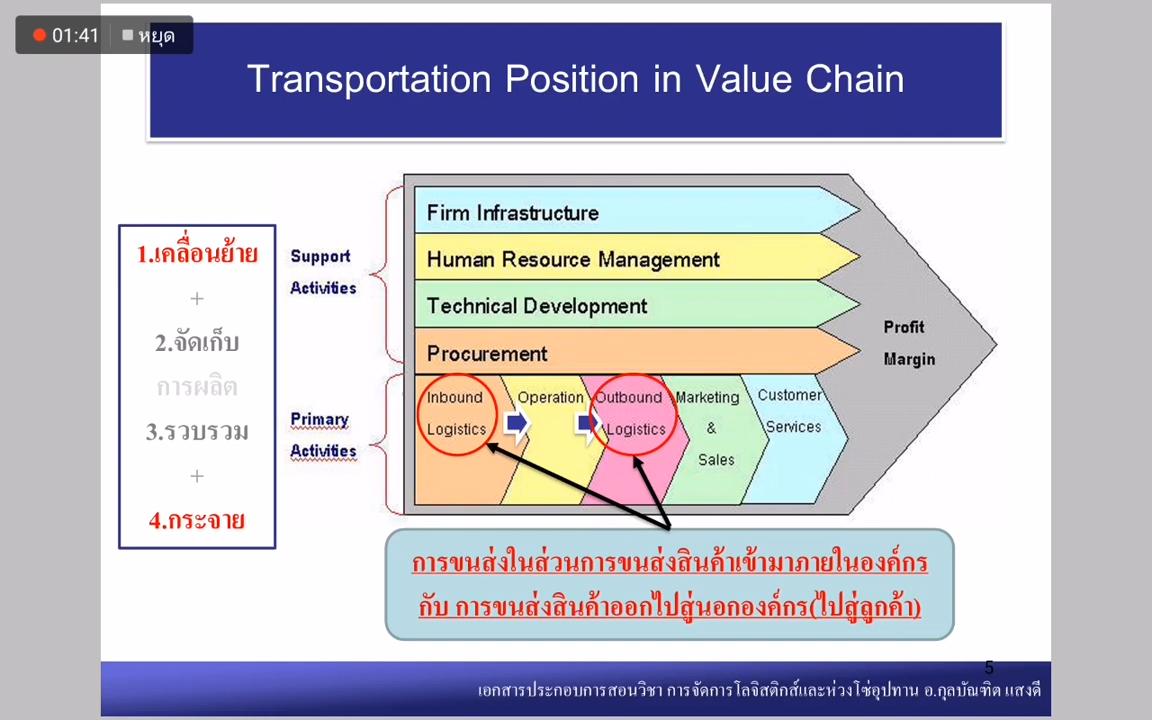 01:41 หยุด
Transportation Position in Value Chain
1.เคลื่อนย้าย
+
2.จัดเก็บ
การผลิต
3.รวบรวม
+
4.กระจาย
Support
Activities
Primary
Activities
Firm Infrastructure
Human Resource Management
Technical Development
Procurement
Inbound
Logistics
Operation
Outbound
Logistics
Marketing
&
Sales
Customer
Services
Profit
Margin
การขนส่งในส่วนการขนส่งสินค้าเข้ามาภายในองค์กร
กับ การขนส่งสินค้าออกไปสู่นอกองค์กร(ไปสู่ลูกค้า)
5
เอกสารประกอบการสอนวิชา การจัดการโลจิสติกส์และห่วงโซ่อุปทาน อ.กุลบัณฑิต แสงดี